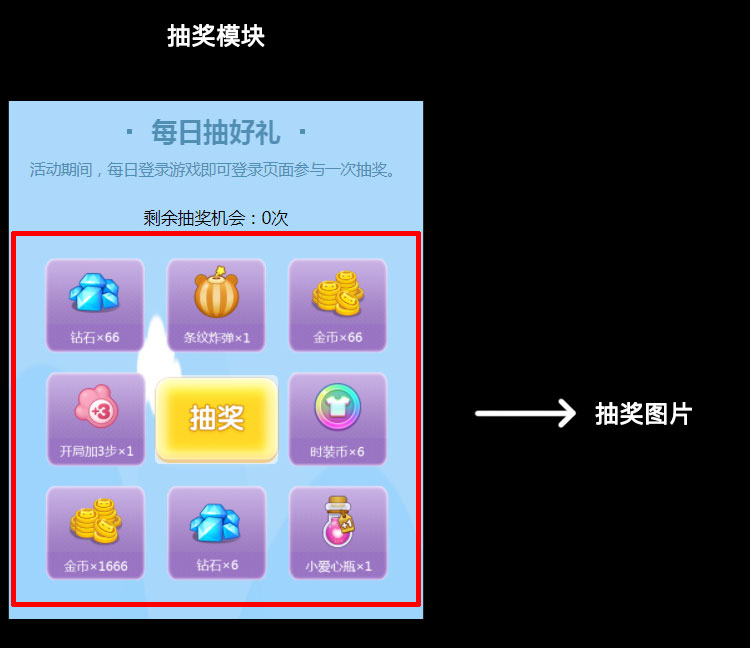 抽奖模块
· 每日抽好礼 ·
活动期间，每日登录游戏即可登录页面参与一次抽奖。
剩余抽奖机会：0次
钻石×66
条纹炸弹×1
金币×66
+3
开局加3步×1
抽奖
时装币×6
抽奖图片
金币×1666
钻石×6
小爱心瓶×1